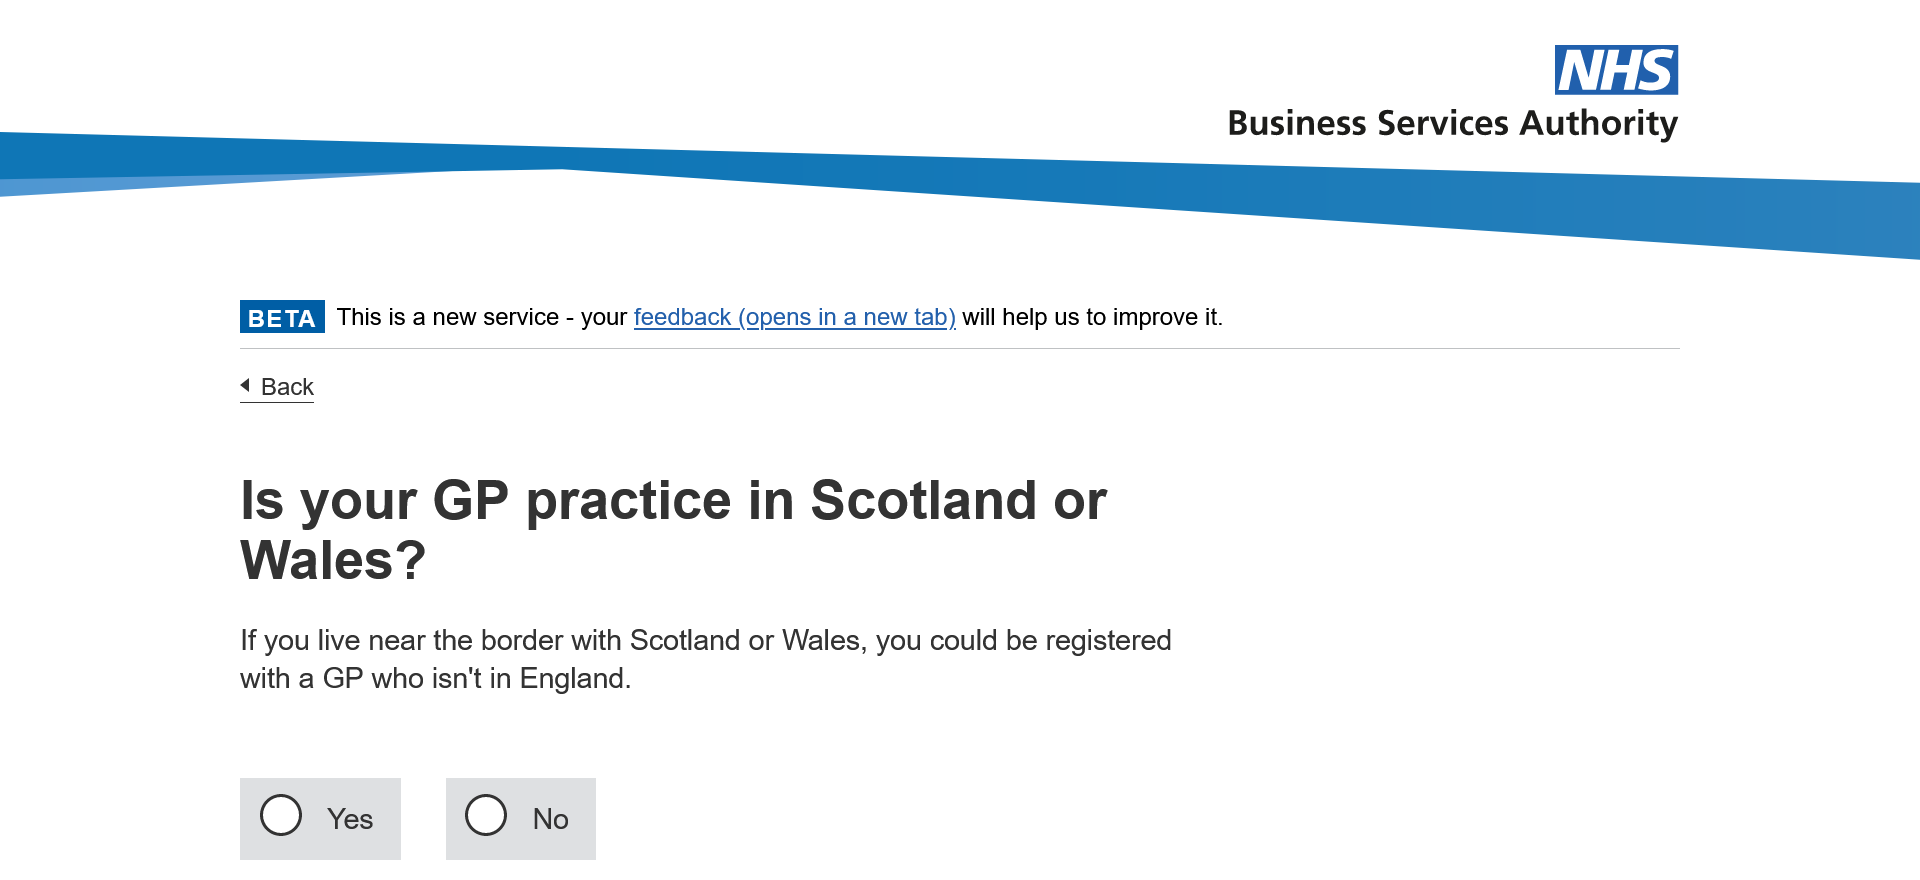 NHS
Business Services Authority
BETA This is a new service - your feedback (opens in a new tab) will help us to improve it.
Back
Is your GP practice in Scotland or
Wales?
If you live near the border with Scotland or Wales, you could be registered
with a GP who isn't in England.
Yes No